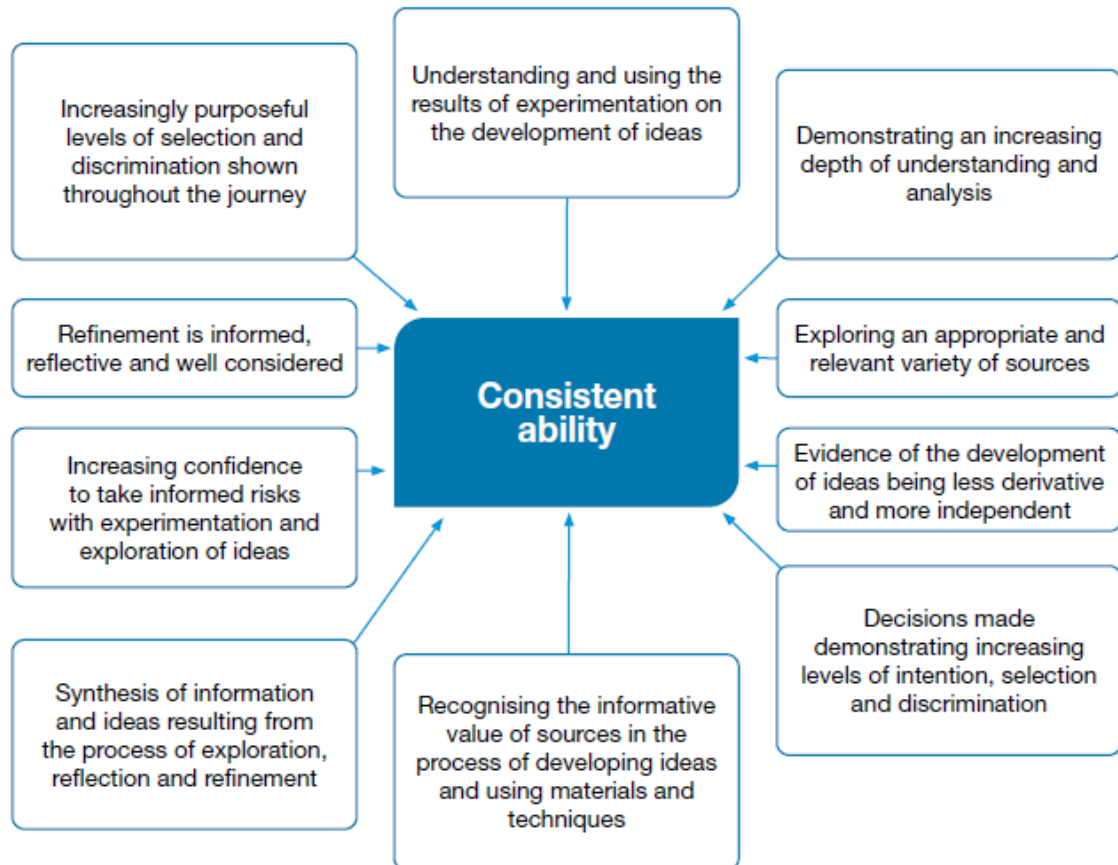 Increasingly purposeful
levels of selection and
discrimination shown
throughout the journey
Understanding and using the
results of experimentation on
the development of ideas
Demonstrating an increasing
depth of understanding and
analysis
Refinement is informed,
reflective and well considered
Consistent
ability
Exploring an appropriate and
relevant variety of sources
Increasing confidence
to take informed risks
with experimentation and
exploration of ideas
Evidence of the development
of ideas being less derivative
and more independent
Synthesis of information
and ideas resulting from
the process of exploration,
reflection and refinement
Recognising the informative
value of sources in the
process of developing ideas
and using materials and
techniques
Decisions made
demonstrating increasing
levels of intention, selection
and discrimination